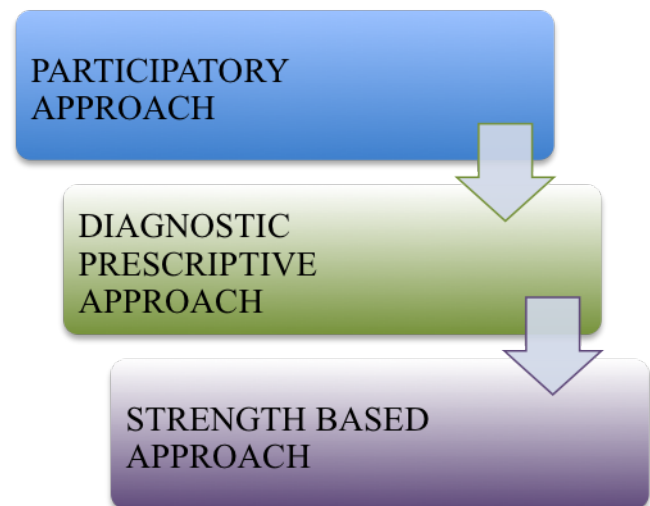 PARTICIPATORY
APPROACH
DIAGNOSTIC
PRESCRIPTIVE
APPROACH
STRENGTH BASED
APPROACH